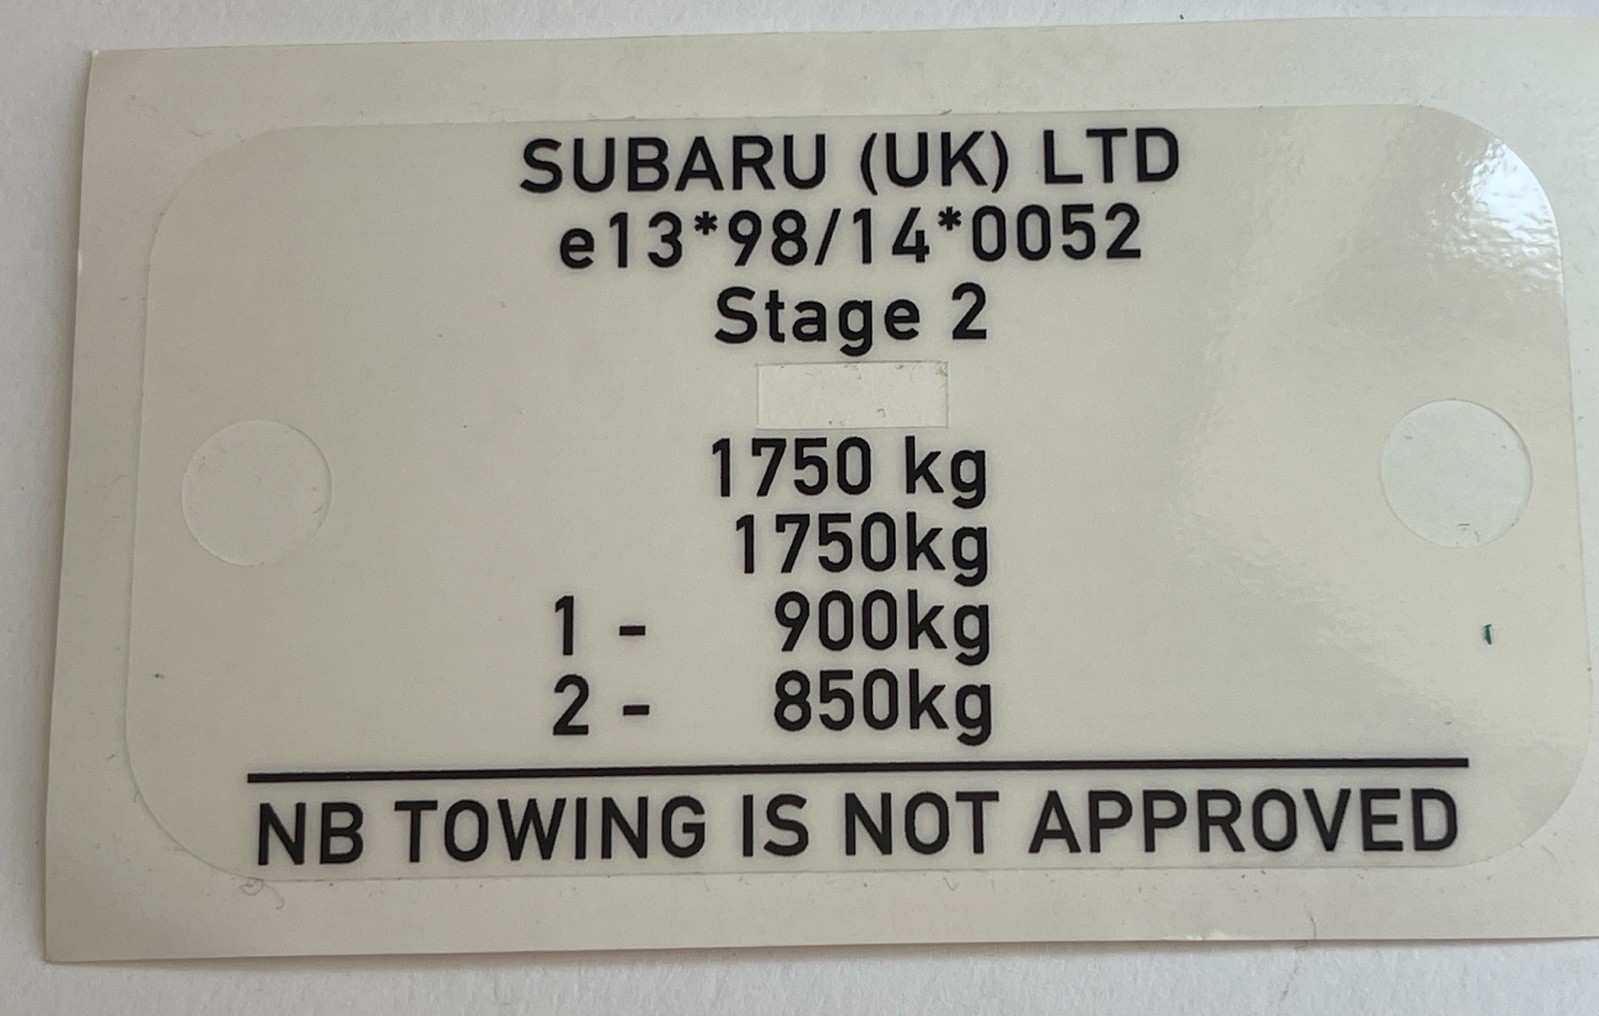 SUBARU (UK) LTD
e13*98/14*0052
Stage 2
1750 kg
1750kg
1 - 900kg
2 - 850kg
NB TOWING IS NOT APPROVED